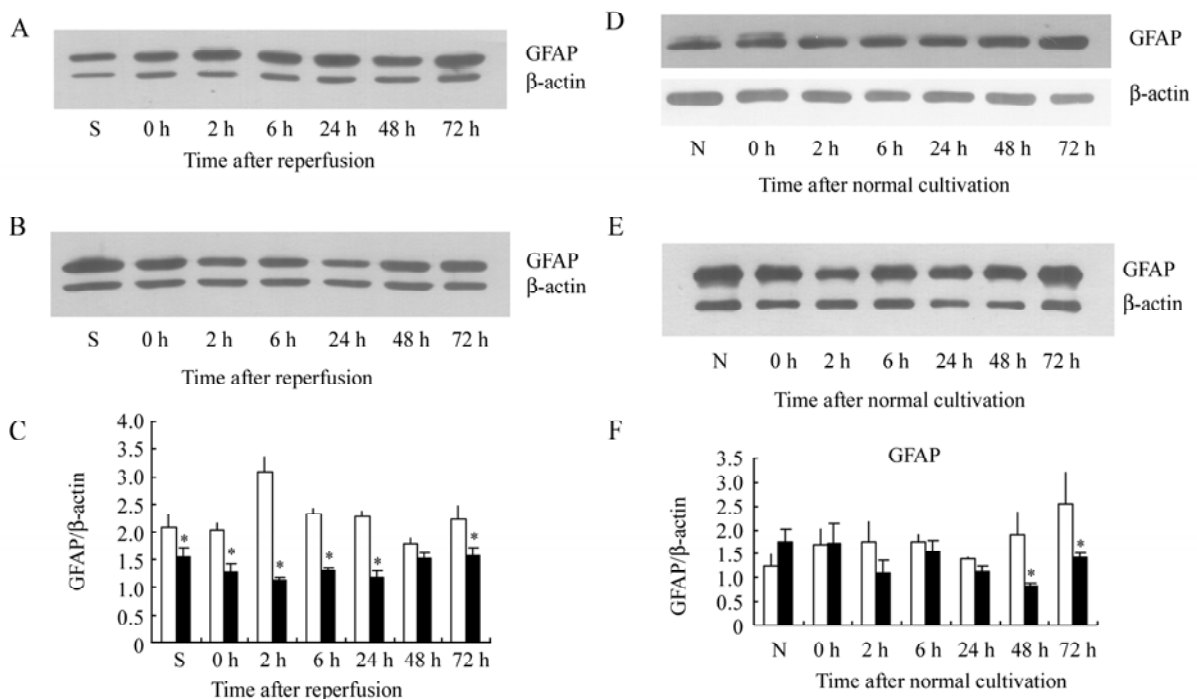 A
GFAP
β-actin
S 0 h 2 h 6 h 24 h 48 h 72 h
Time after reperfusion
B
GFAP
β-actin
S 0 h 2 h 6 h 24 h 48 h 72 h
Time after reperfusion
C
GFAP/β-actin
4.0
3.5
3.0
2.5
2.0
1.5
1.0
0.5
0
* * * * * *
S 0 h 2 h 6 h 24 h 48 h 72 h
Time after reperfusion
D
GFAP
β-actin
N 0 h 2 h 6 h 24 h 48 h 72 h
Time after normal cultivation
E
GFAP
β-actin
N 0 h 2 h 6 h 24 h 48 h 72 h
Time after normal cultivation
F
GFAP
GFAP/β-actin
3.5
3.0
2.5
2.0
1.5
1.0
0.5
0
* *
N 0 h 2 h 6 h 24 h 48 h 72 h
Time after normal cultivation